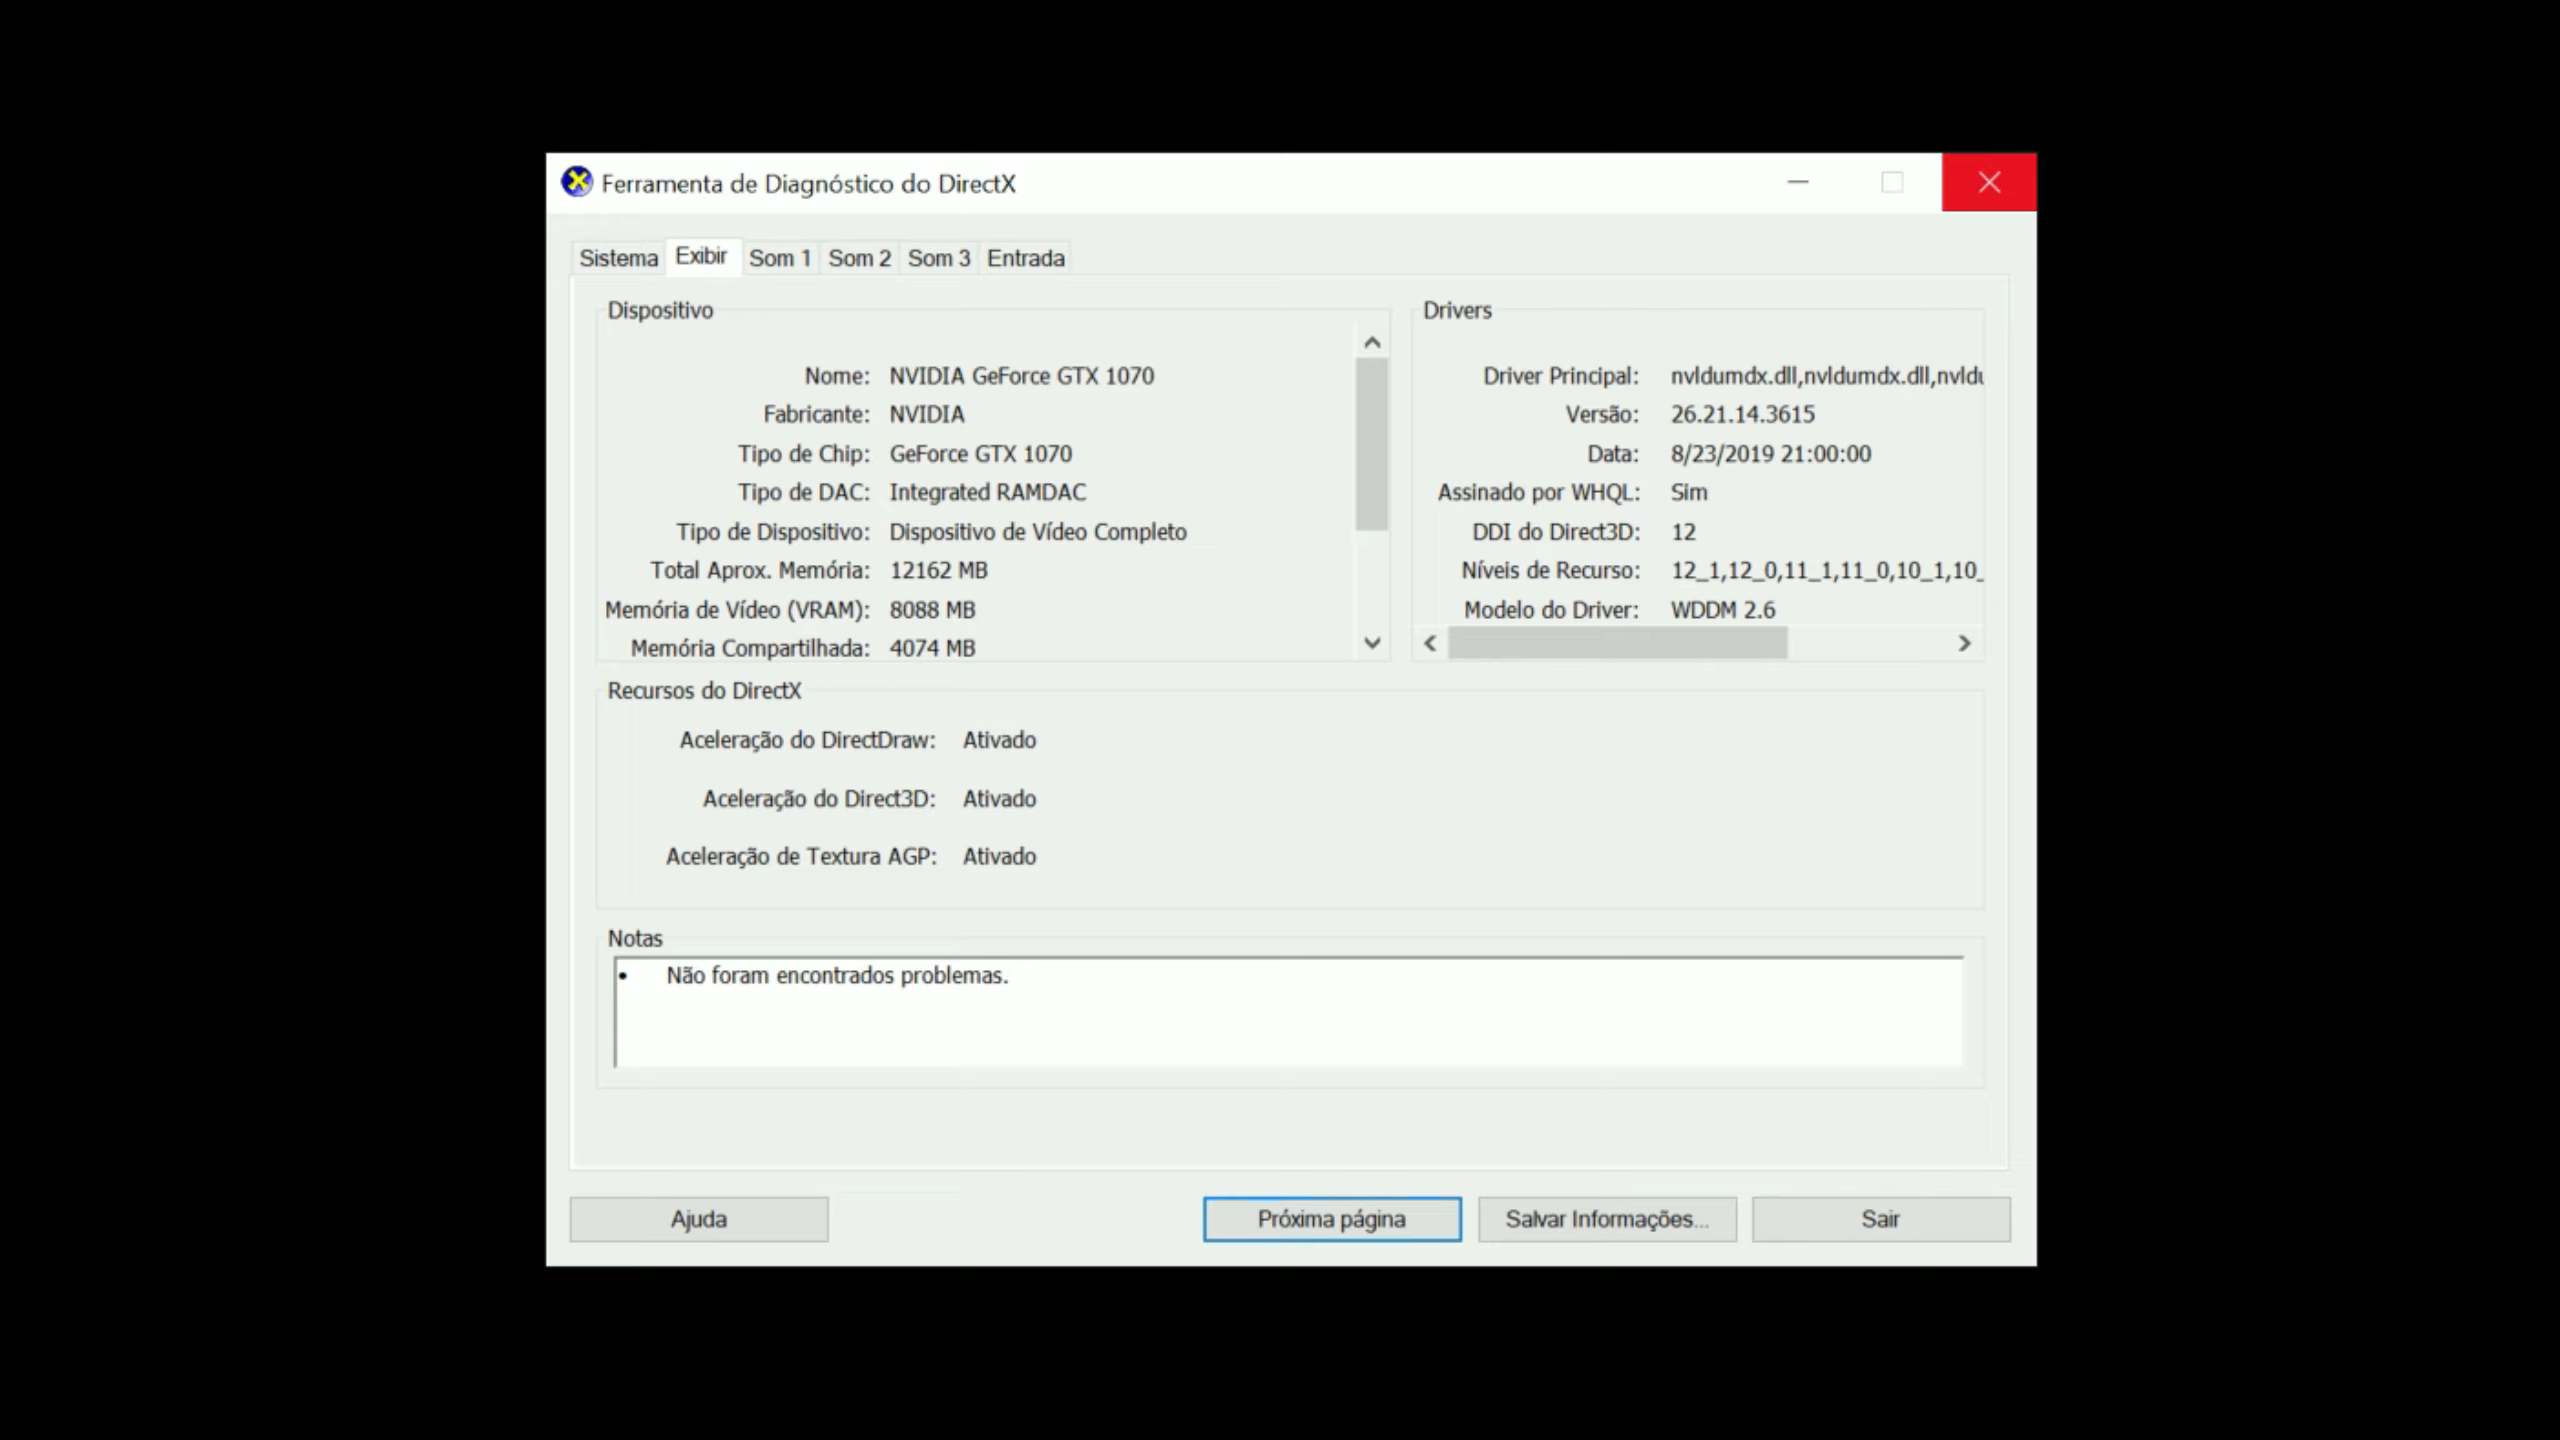 Ferramenta de Diagnóstico do DirectX
Sistema Exibir Som 1 Som 2 Som 3 Entrada
Dispositivo
Nome: NVIDIA GeForce GTX 1070
Fabricante: NVIDIA
Tipo de Chip: GeForce GTX 1070
Tipo de DAC: Integrated RAMDAC
Tipo de Dispositivo: Dispositivo de Vídeo Completo
Total Aprox. Memória: 12162 MB
Memória de Vídeo (VRAM): 8088 MB
Memória Compartilhada: 4074 MB
Drivers
Driver Principal: nvldumdx.dll,nvldumdx.dll,nvldu
Versão: 26.21.14.3615
Data: 8/23/2019 21:00:00
Assinado por WHQL: Sim
DDI do Direct3D: 12
Níveis de Recurso: 12_1,12_0,11_1,11_0,10_1,10_
Modelo do Driver: WDDM 2.6
Recursos do DirectX
Aceleração do DirectDraw: Ativado
Aceleração do Direct3D: Ativado
Aceleração de Textura AGP: Ativado
Notas
• Não foram encontrados problemas.
Ajuda Próxima página Salvar Informações... Sair